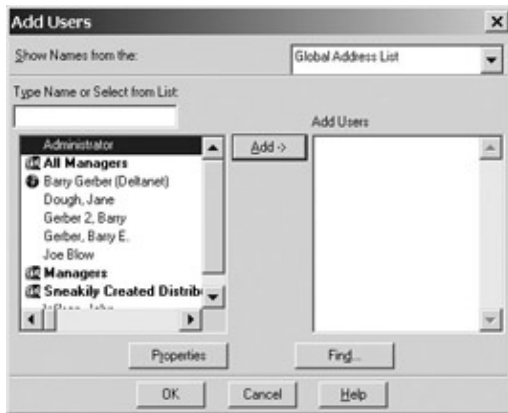 Add Users
Show Names from the:
Global Address List
Type Name or Select from List:
Add Users
Administrator
All Managers
Barry Gerber (Deltanet)
Dough, Jane
Gerber 2, Barry
Gerber, Barry E.
Joe Blow
Managers
Sneakily Created Distrib
Add ->
Properties
Find...
OK
Cancel
Help